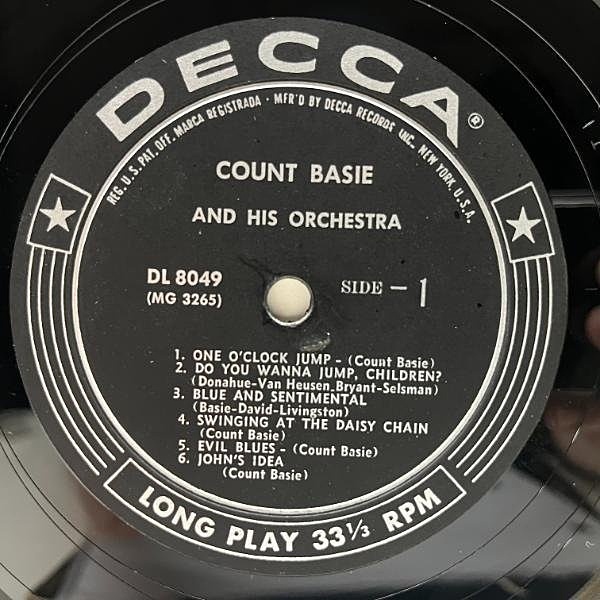 DECCA®
REG. U.S. PAT. OFF. MARCA REGISTRADA • MFR'D BY DECCA RECORDS INC., NEW YORK, U.S.A.
COUNT BASIE
AND HIS ORCHESTRA
DL 8049
(MG 3265)
SIDE – 1
1. ONE O'CLOCK JUMP - (Count Basie)
2. DO YOU WANNA JUMP, CHILDREN?
(Donahue-Van Heusen-Bryant-Selsman)
3. BLUE AND SENTIMENTAL
(Basie-David-Livingston)
4. SWINGING AT THE DAISY CHAIN
(Count Basie)
5. EVIL BLUES - (Count Basie)
6. JOHN'S IDEA
(Count Basie)
LONG PLAY 33⅓ RPM